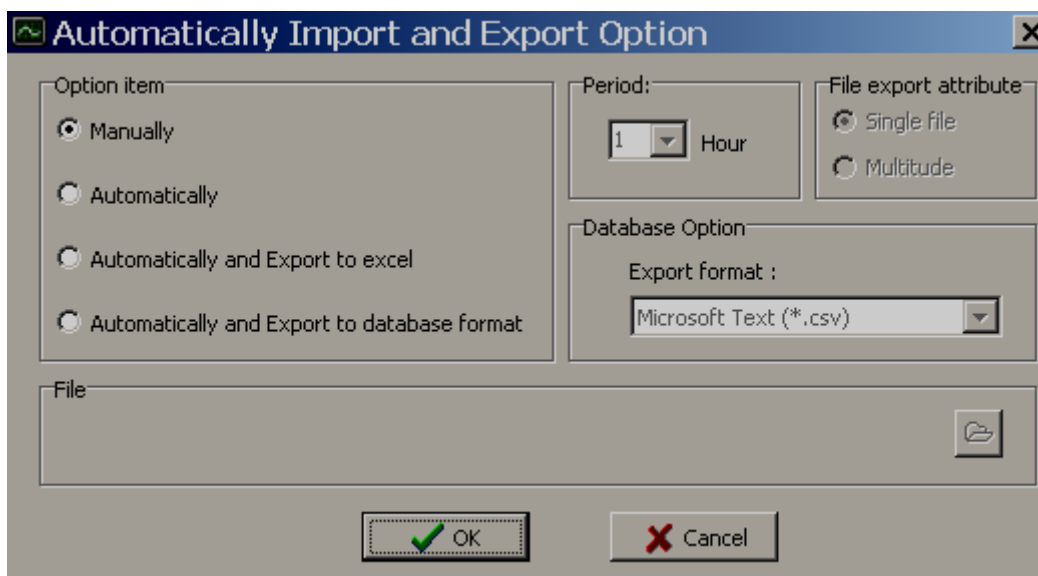 Automatically Import and Export Option
Option item
Manually
Automatically
Automatically and Export to excel
Automatically and Export to database format
Period:
1 Hour
File export attribute
Single file
Multitude
Database Option
Export format :
Microsoft Text (*.csv)
File
OK
Cancel